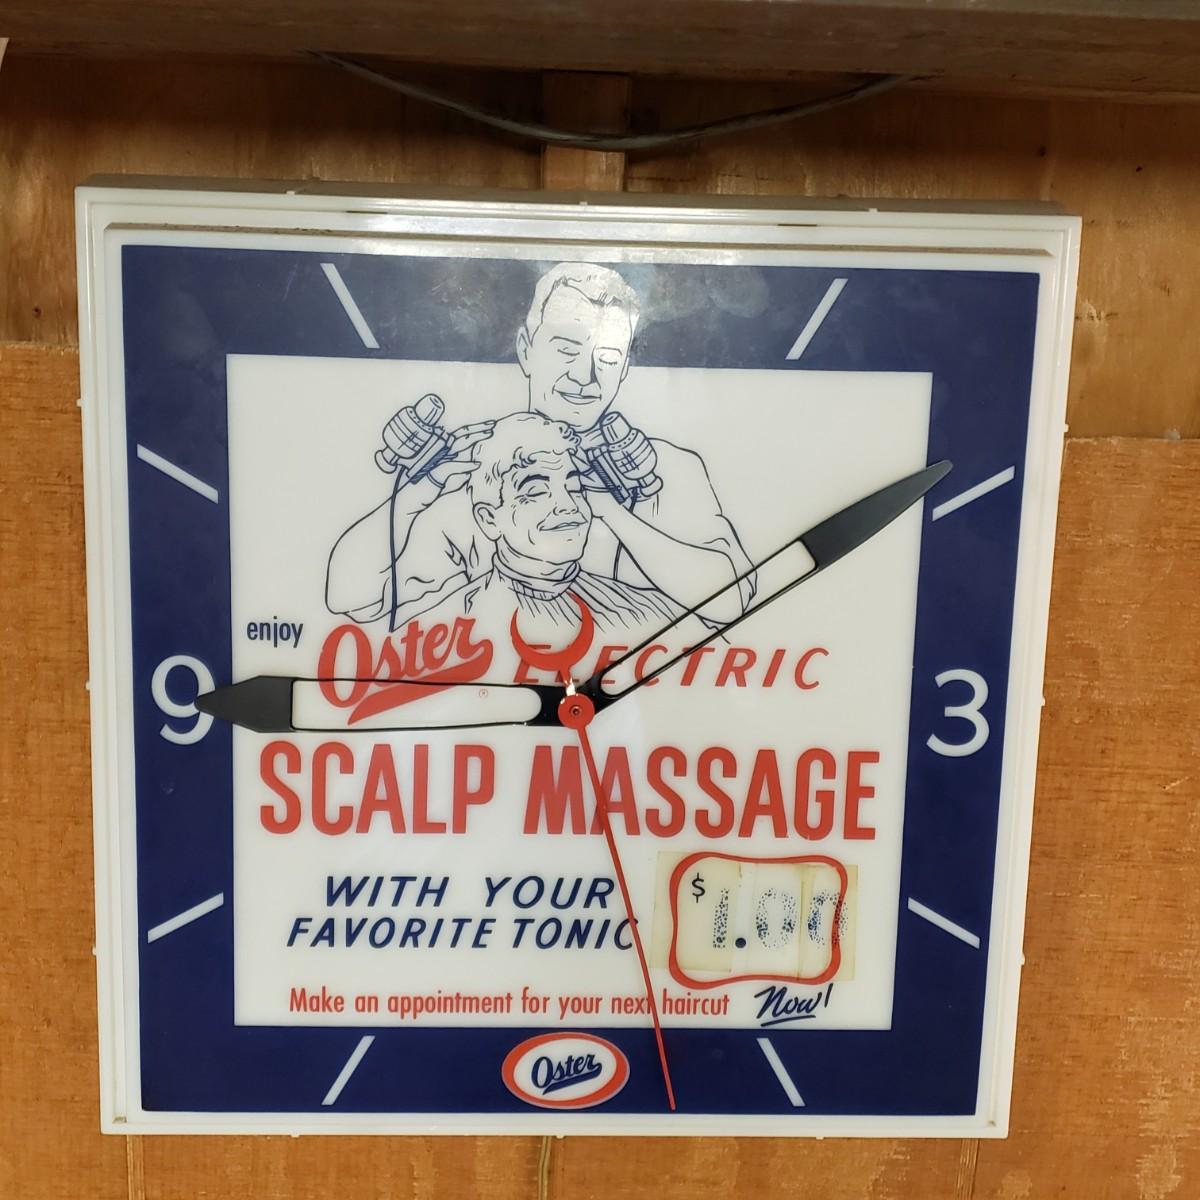 enjoy Oster® ELECTRIC
9
3
SCALP MASSAGE
WITH YOUR
FAVORITE TONIC
$1.00
Make an appointment for your next haircut Now!
Oster